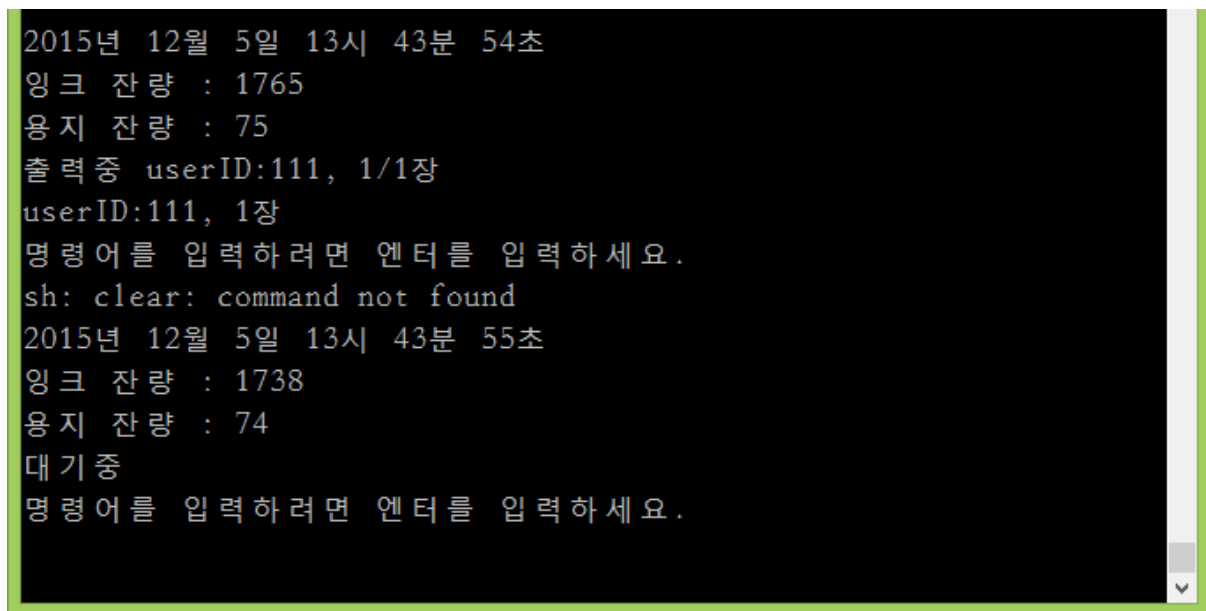 2015년 12월 5일 13시 43분 54초
잉크 잔량 : 1765
용지 잔량 : 75
출력중 userID:111, 1/1장
userID:111, 1장
명령어를 입력하려면 엔터를 입력하세요.
sh: clear: command not found
2015년 12월 5일 13시 43분 55초
잉크 잔량 : 1738
용지 잔량 : 74
대기중
명령어를 입력하려면 엔터를 입력하세요.